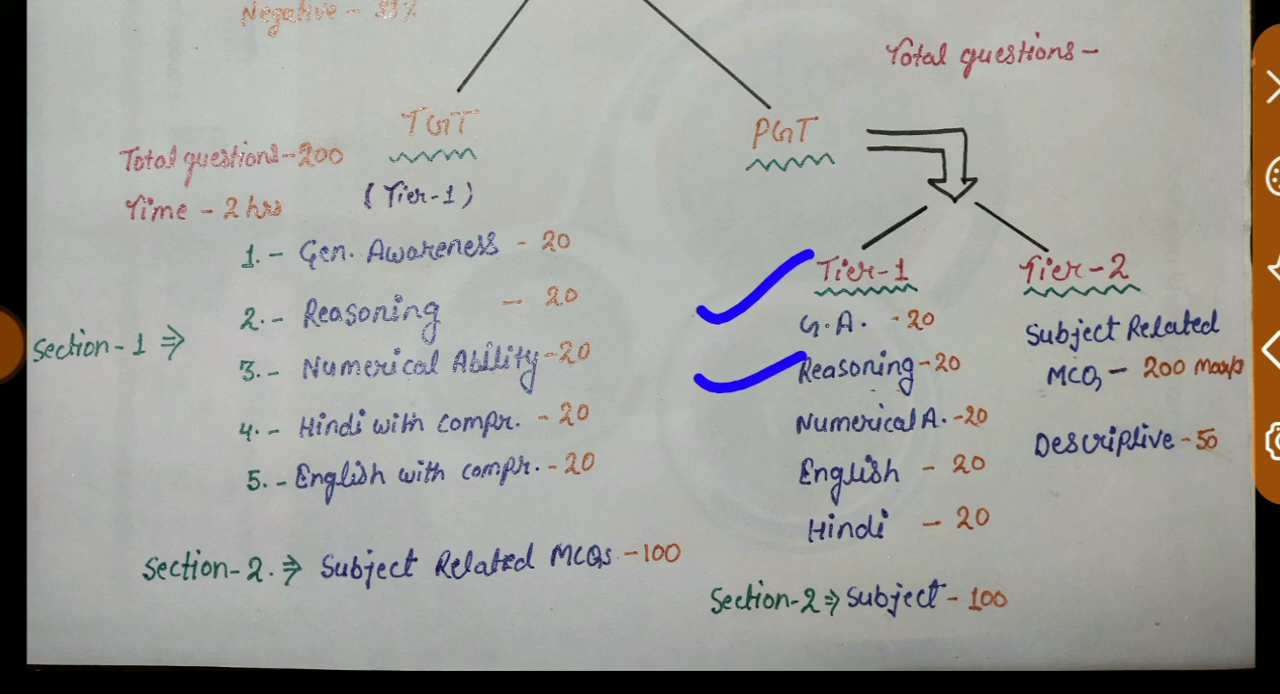 Negative - 33%
Total questions -
TGT
PGT
Total questions - 200
Time - 2 hrs
(Tier-1)
Section-1 ⇒
1. - Gen. Awareness - 20
2. - Reasoning - 20
3. - Numerical Ability - 20
4. - Hindi with compr. - 20
5. - English with compr. - 20
Section-2. ⇒ Subject Related MCQs - 100
Tier-1
G.A. - 20
Reasoning - 20
Numerical A. - 20
English - 20
Hindi - 20
Section-2 ⇒ Subject - 100
Tier-2
Subject Related
MCQ - 200 Marks
Descriptive - 50